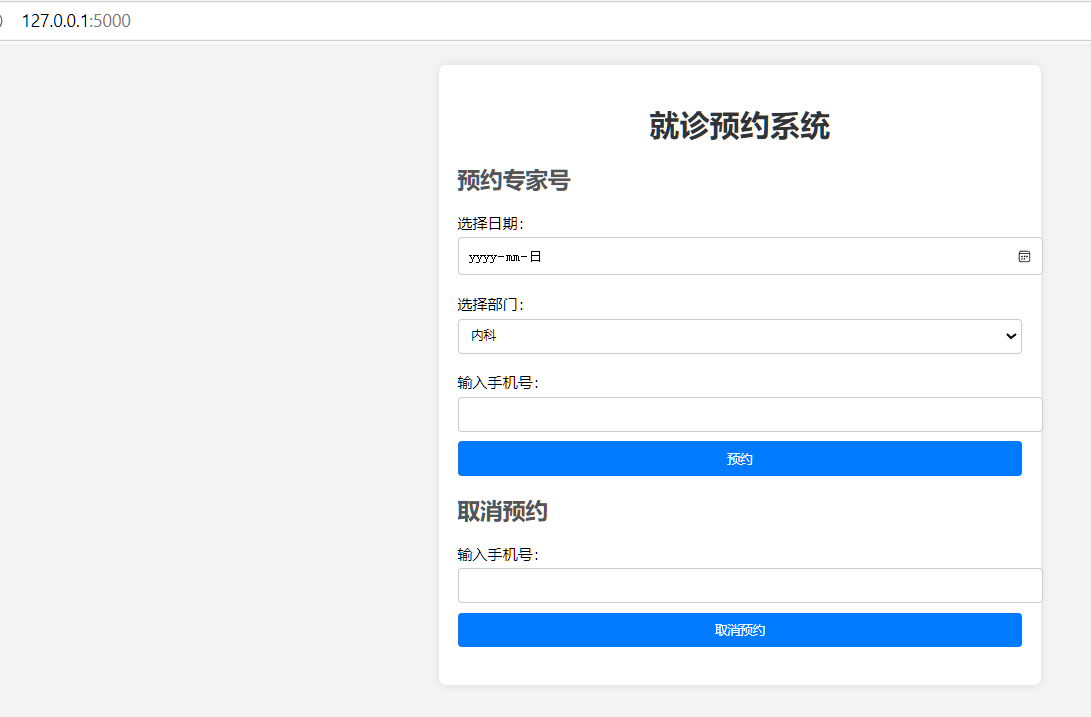 127.0.0.1:5000
就诊预约系统
预约专家号
选择日期：
yyyy-mm-日
选择部门：
内科
输入手机号：
预约
取消预约
输入手机号：
取消预约